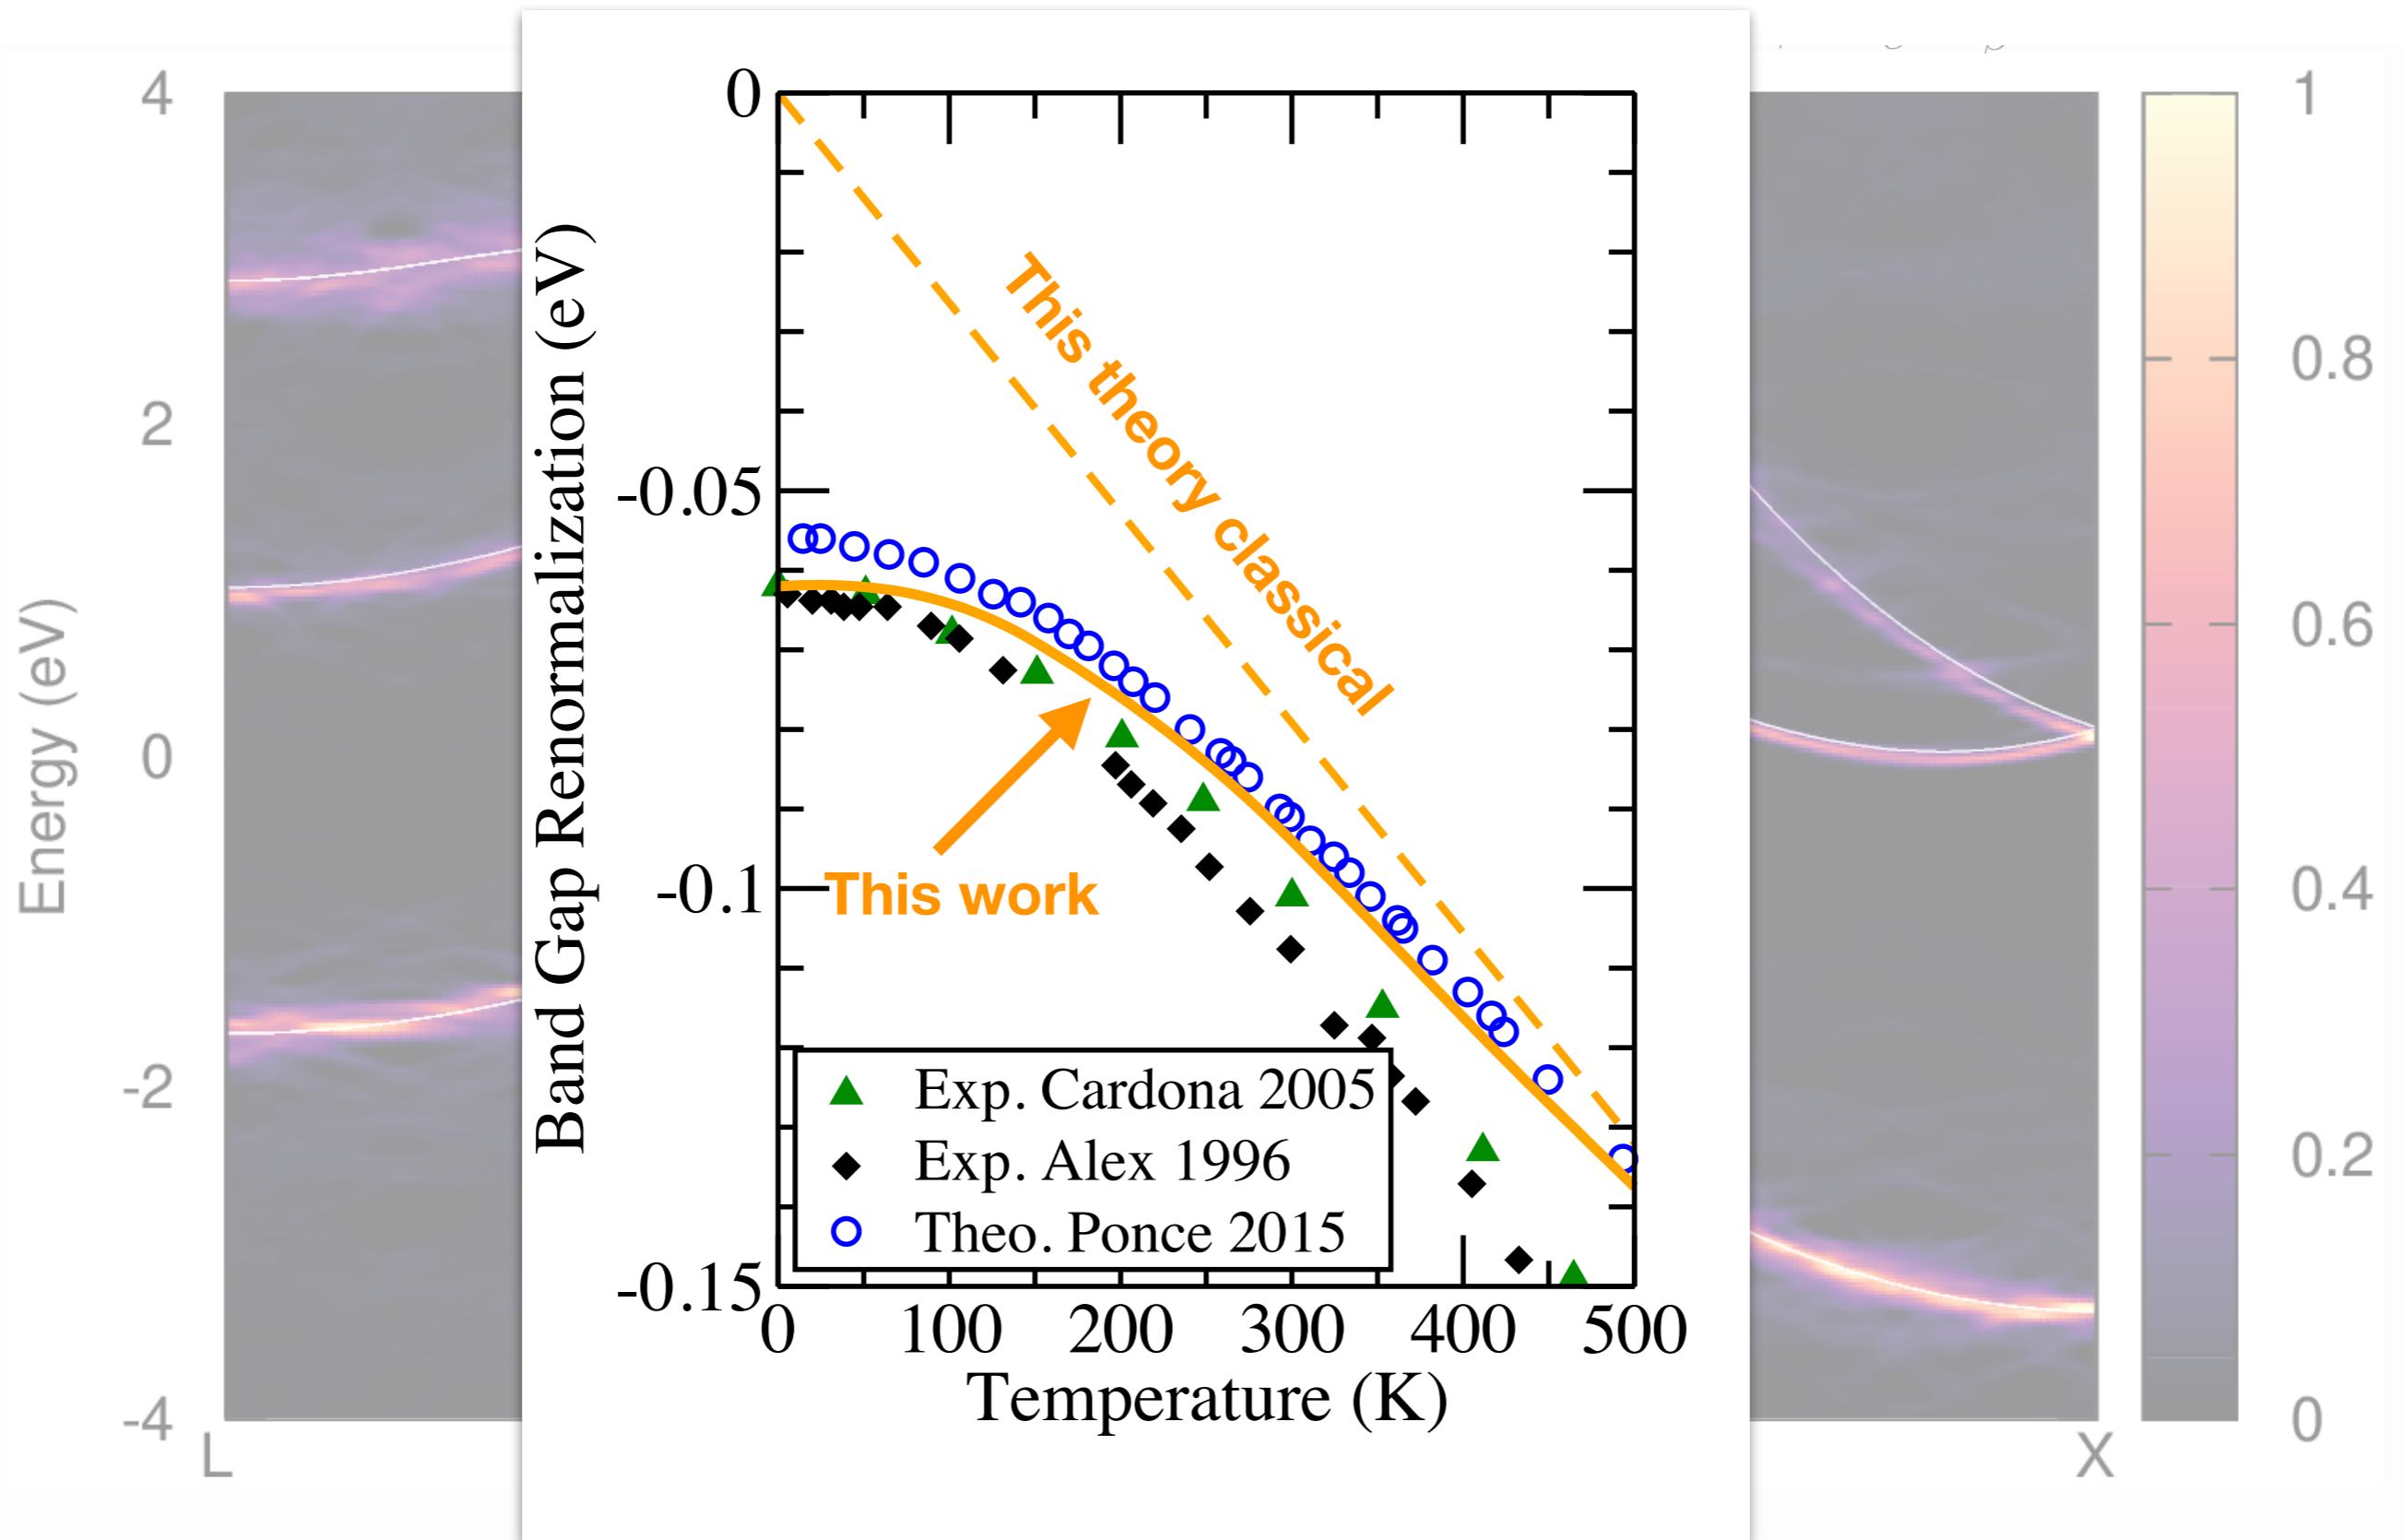 4
2
0
-2
-4
Energy (eV)
L
0
-0.05
-0.1
-0.15
Band Gap Renormalization (eV)
This theory classical
This work
Exp. Cardona 2005
Exp. Alex 1996
Theo. Ponce 2015
0 100 200 300 400 500
Temperature (K)
X
1
0.8
0.6
0.4
0.2
0